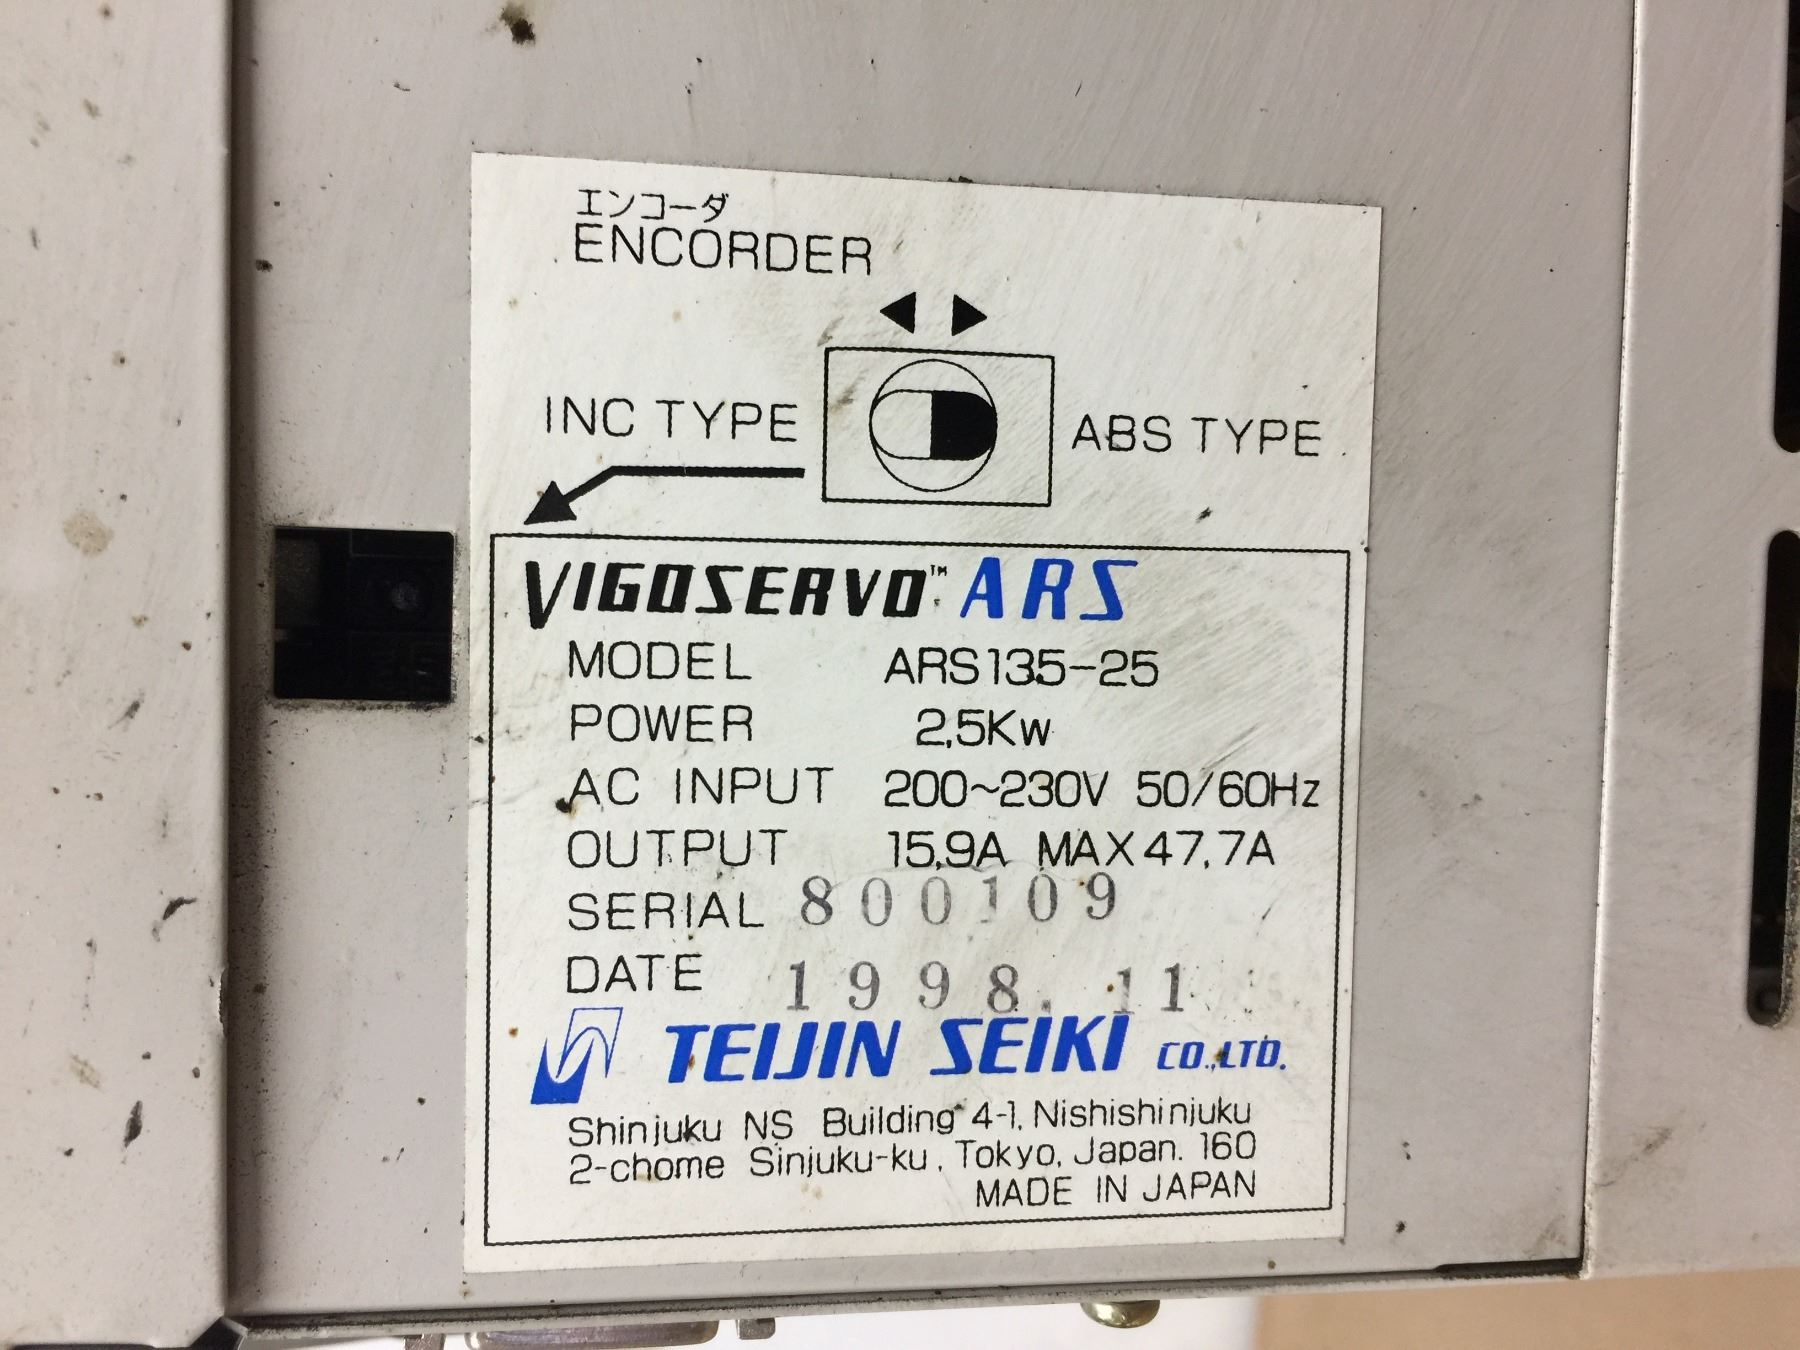 エンコーダ
ENCORDER
INC TYPE
ABS TYPE
VIGOSERVO™ ARS
MODEL ARS135-25
POWER 2,5Kw
AC INPUT 200~230V 50/60Hz
OUTPUT 15,9A MAX 47,7A
SERIAL 800109
DATE 1998. 11
TEIJIN SEIKI CO.,LTD.
Shinjuku NS Building 4-1, Nishishinjuku
2-chome Sinjuku-ku, Tokyo, Japan. 160
MADE IN JAPAN